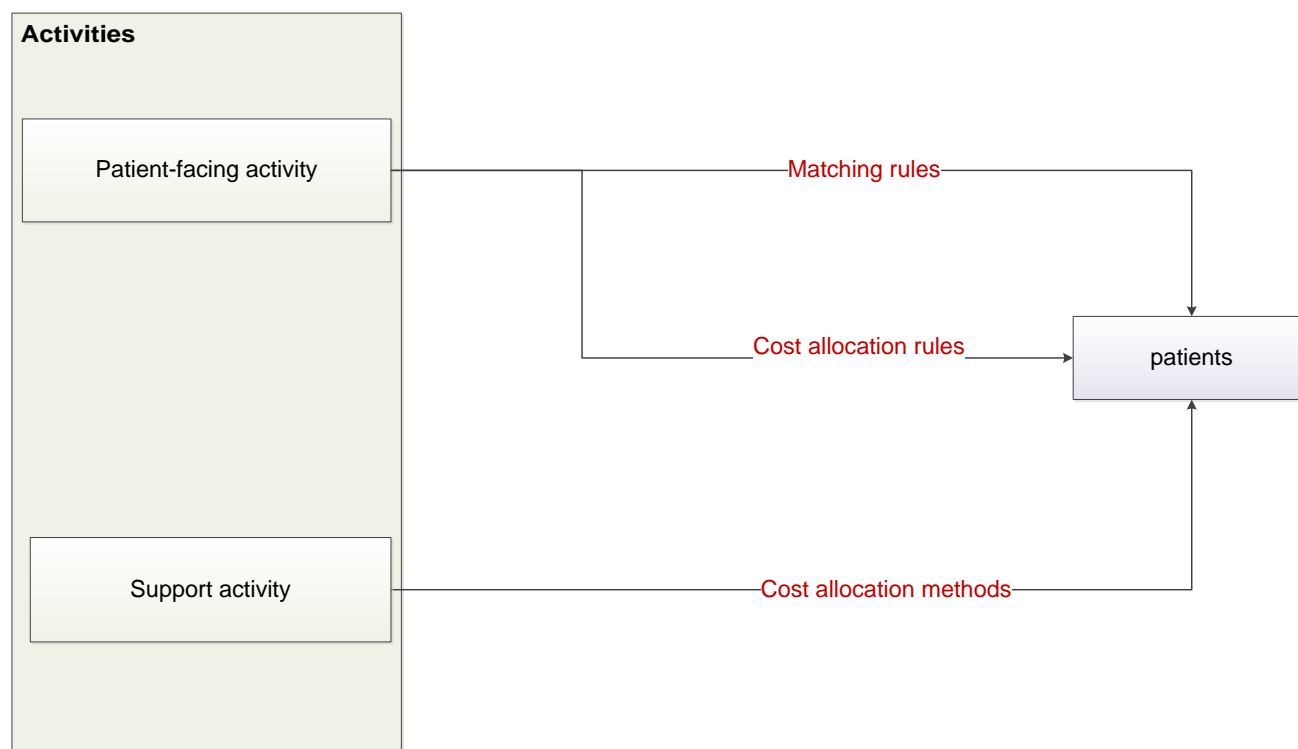 Activities
Patient-facing activity
Matching rules
Cost allocation rules
patients
Support activity
Cost allocation methods